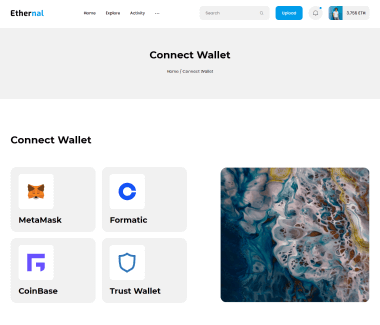 Ethernal
Home
Explore
Activity
Search
Upload
3.756 ETH
Connect Wallet
Home / Connect Wallet
Connect Wallet
MetaMask
Formatic
CoinBase
Trust Wallet